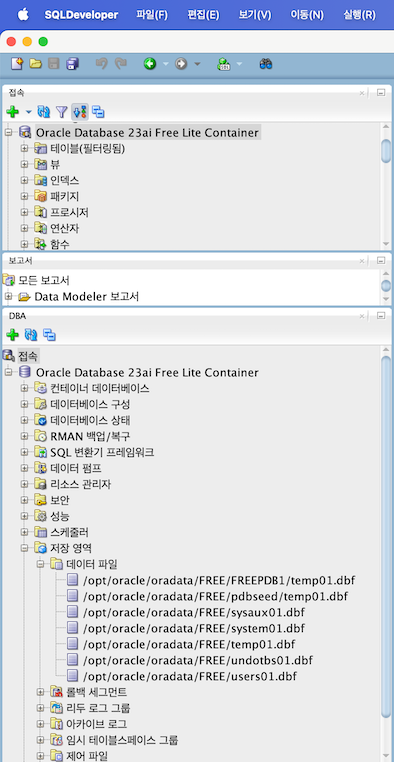 SQLDeveloper 파일(F) 편집(E) 보기(V) 이동(N) 실행(R)
접속
Oracle Database 23ai Free Lite Container
테이블(필터링됨)
뷰
인덱스
패키지
프로시저
연산자
함수
보고서
모든 보고서
Data Modeler 보고서
DBA
접속
Oracle Database 23ai Free Lite Container
컨테이너 데이터베이스
데이터베이스 구성
데이터베이스 상태
RMAN 백업/복구
SQL 변환기 프레임워크
데이터 펌프
리소스 관리자
보안
성능
스케줄러
저장 영역
데이터 파일
/opt/oracle/oradata/FREE/FREEPDB1/temp01.dbf
/opt/oracle/oradata/FREE/pdbseed/temp01.dbf
/opt/oracle/oradata/FREE/sysaux01.dbf
/opt/oracle/oradata/FREE/system01.dbf
/opt/oracle/oradata/FREE/temp01.dbf
/opt/oracle/oradata/FREE/undotbs01.dbf
/opt/oracle/oradata/FREE/users01.dbf
롤백 세그먼트
리두 로그 그룹
아카이브 로그
임시 테이블스페이스 그룹
제어 파일